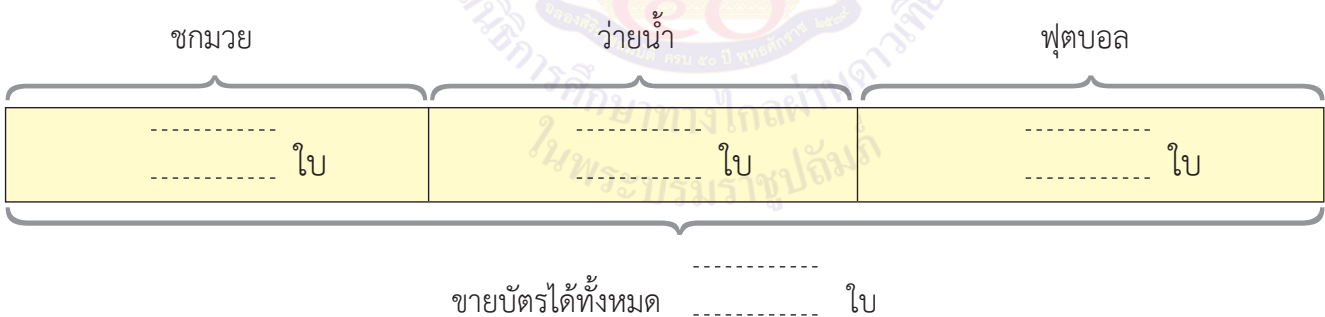 ชกมวย ว่ายน้ำ ฟุตบอล
----------- ----------- -----------
----------- ใบ ----------- ใบ ----------- ใบ
-----------
ขายบัตรได้ทั้งหมด ----------- ใบ